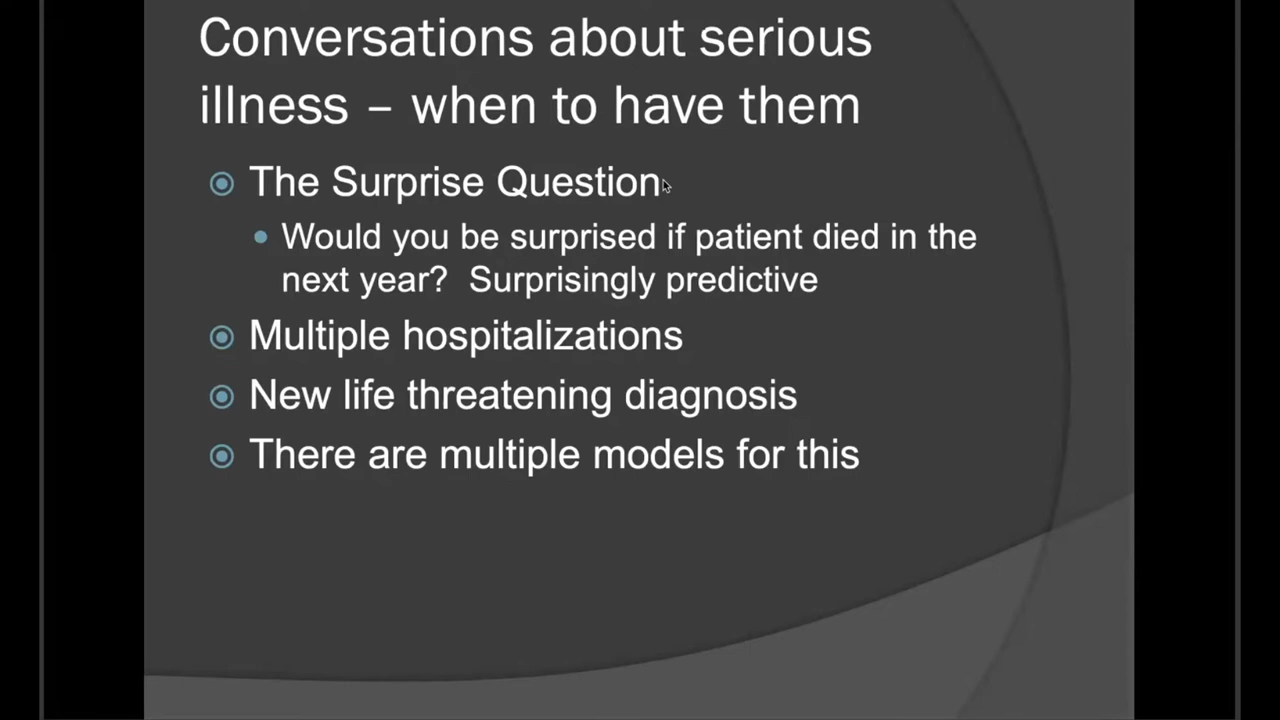 Conversations about serious
illness – when to have them
The Surprise Question
Would you be surprised if patient died in the
next year?  Surprisingly predictive
Multiple hospitalizations
New life threatening diagnosis
There are multiple models for this